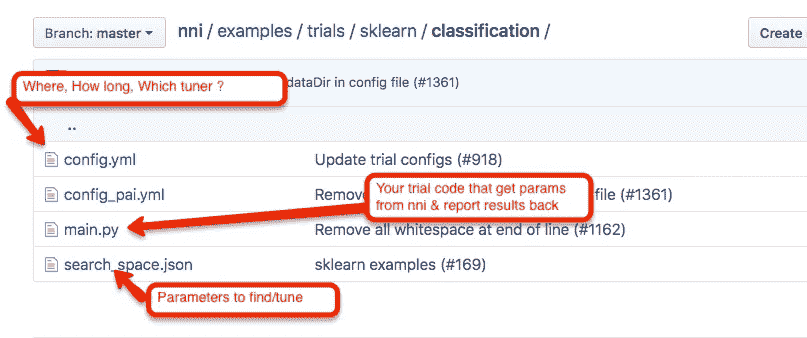 Branch: master
nni / examples / trials / sklearn / classification /
Create
Where, How long, Which tuner ?
dataDir in config file (#1361)
..
config.yml
Update trial configs (#918)
Your trial code that get params
from nni & report results back
config_pai.yml
Remove
file (#1361)
main.py
Remove all whitespace at end of line (#1162)
search_space.json
sklearn examples (#169)
Parameters to find/tune